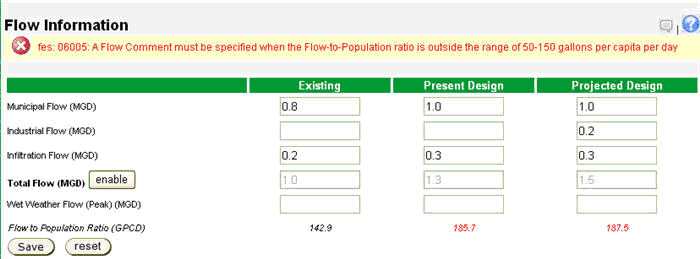 Flow Information
fes: 06005: A Flow Comment must be specified when the Flow-to-Population ratio is outside the range of 50-150 gallons per capita per day
Existing Present Design Projected Design
Municipal Flow (MGD) 0.8 1.0 1.0
Industrial Flow (MGD) 0.2
Infiltration Flow (MGD) 0.2 0.3 0.3
Total Flow (MGD) enable 1.0 1.3 1.5
Wet Weather Flow (Peak) (MGD)
Flow to Population Ratio (GPCD) 142.9 185.7 187.5
Save reset